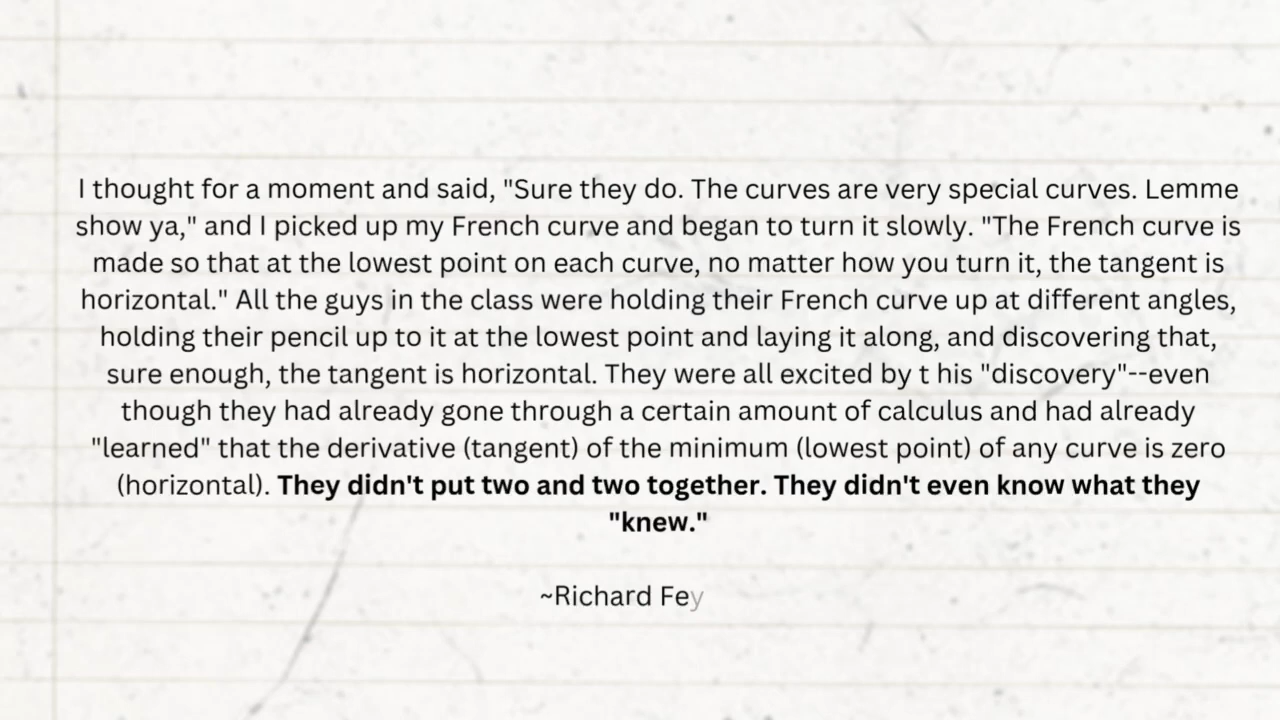 I thought for a moment and said, "Sure they do. The curves are very special curves. Lemme
show ya," and I picked up my French curve and began to turn it slowly. "The French curve is
made so that at the lowest point on each curve, no matter how you turn it, the tangent is
horizontal." All the guys in the class were holding their French curve up at different angles,
holding their pencil up to it at the lowest point and laying it along, and discovering that,
sure enough, the tangent is horizontal. They were all excited by t his "discovery"--even
though they had already gone through a certain amount of calculus and had already
"learned" that the derivative (tangent) of the minimum (lowest point) of any curve is zero
(horizontal). They didn't put two and two together. They didn't even know what they
"knew."
~Richard Fey